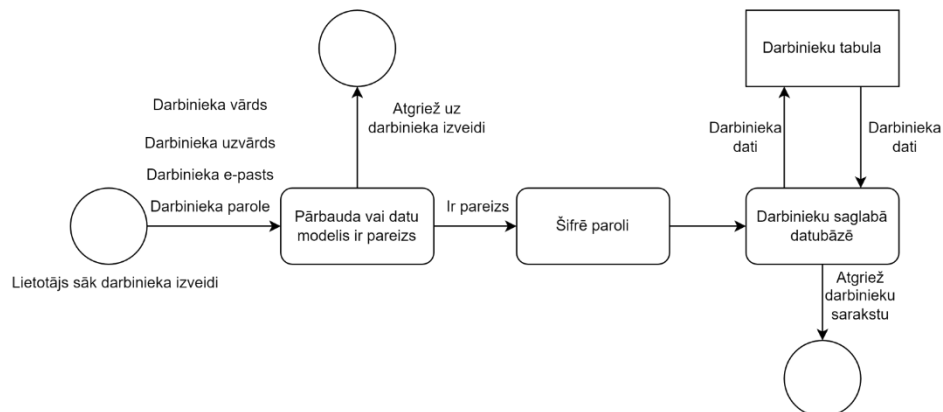 Darbinieka vārds
Darbinieka uzvārds
Darbinieka e-pasts
Darbinieka parole
Lietotājs sāk darbinieka izveidi
Atgriež uz
darbinieka izveidi
Pārbauda vai datu
modelis ir pareizs
Ir pareizs
Šifrē paroli
Darbinieku tabula
Darbinieka
dati
Darbinieka
dati
Darbinieku saglabā
datubāzē
Atgriež
darbinieku
sarakstu